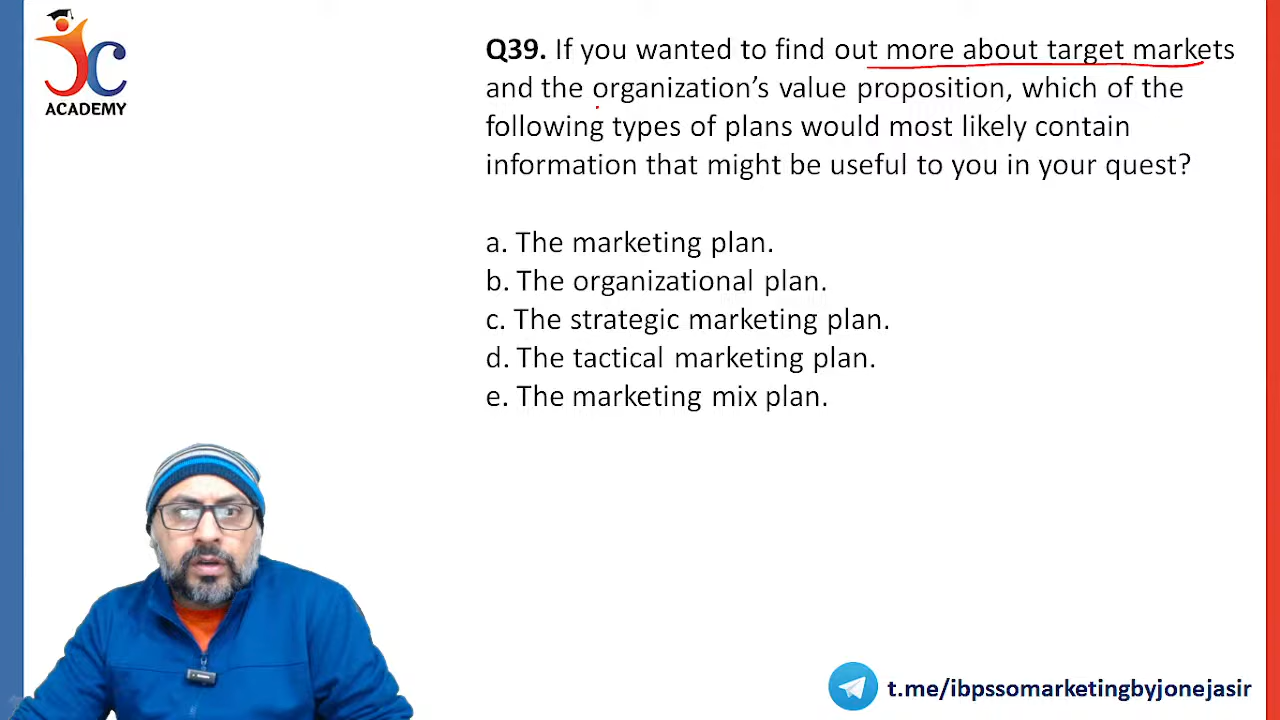 JC
ACADEMY
Q39. If you wanted to find out more about target markets
and the organization's value proposition, which of the
following types of plans would most likely contain
information that might be useful to you in your quest?
a. The marketing plan.
b. The organizational plan.
c. The strategic marketing plan.
d. The tactical marketing plan.
e. The marketing mix plan.
t.me/ibpssomarketingbyjonejasir